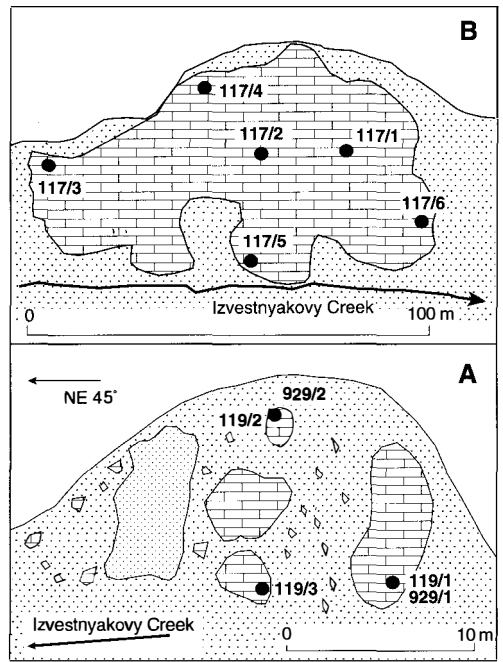 B
117/4
117/2
117/1
117/3
117/6
117/5
Izvestnyakovy Creek
0
100 m
A
NE 45°
929/2
119/2
119/3
119/1
929/1
Izvestnyakovy Creek
0
10 m